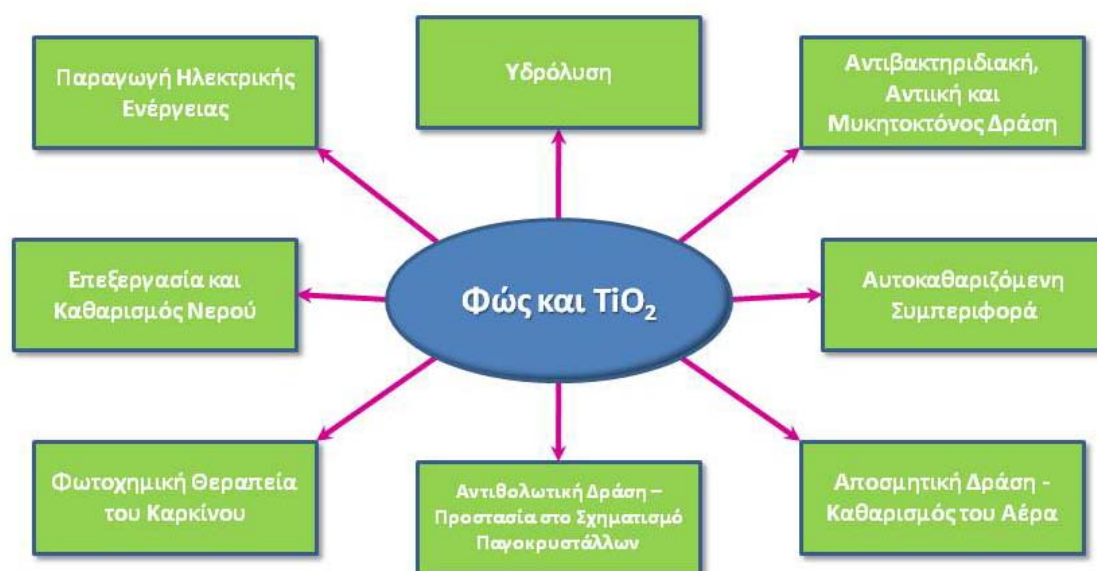 Παραγωγή Ηλεκτρικής
Ενέργειας
Υδρόλυση
Αντιβακτηριδιακή,
Αντιική και
Μυκητοκτόνος Δράση
Επεξεργασία και
Καθαρισμός Νερού
Φώς και TiO₂
Αυτοκαθαριζόμενη
Συμπεριφορά
Φωτοχημική Θεραπεία
του Καρκίνου
Αντιθολωτική Δράση –
Προστασία στο Σχηματισμό
Παγοκρυστάλλων
Αποσμητική Δράση -
Καθαρισμός του Αέρα